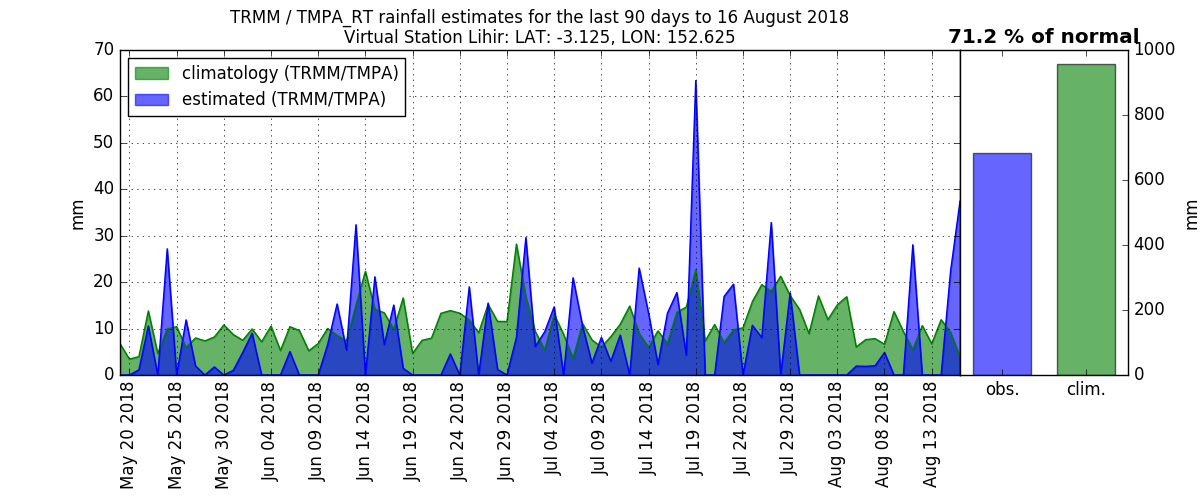 TRMM / TMPA_RT rainfall estimates for the last 90 days to 16 August 2018
Virtual Station Lihir: LAT: -3.125, LON: 152.625
71.2 % of normal
climatology (TRMM/TMPA)
estimated (TRMM/TMPA)
70
60
50
40
30
20
10
0
mm
May 20 2018
May 25 2018
May 30 2018
Jun 04 2018
Jun 09 2018
Jun 14 2018
Jun 19 2018
Jun 24 2018
Jun 29 2018
Jul 04 2018
Jul 09 2018
Jul 14 2018
Jul 19 2018
Jul 24 2018
Jul 29 2018
Aug 03 2018
Aug 08 2018
Aug 13 2018
1000
800
600
400
200
0
mm
obs.
clim.